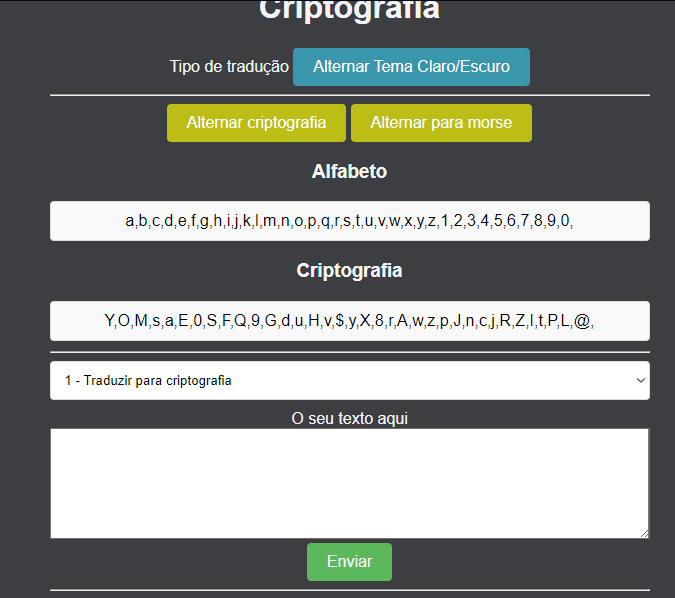 Criptografia
Tipo de tradução Alternar Tema Claro/Escuro
Alternar criptografia Alternar para morse
Alfabeto
a,b,c,d,e,f,g,h,i,j,k,l,m,n,o,p,q,r,s,t,u,v,w,x,y,z,1,2,3,4,5,6,7,8,9,0,
Criptografia
Y,O,M,s,a,E,0,S,F,Q,9,G,d,u,H,v,$,y,X,8,r,A,w,z,p,J,n,c,j,R,Z,l,t,P,L,@,
1 - Traduzir para criptografia
O seu texto aqui
Enviar